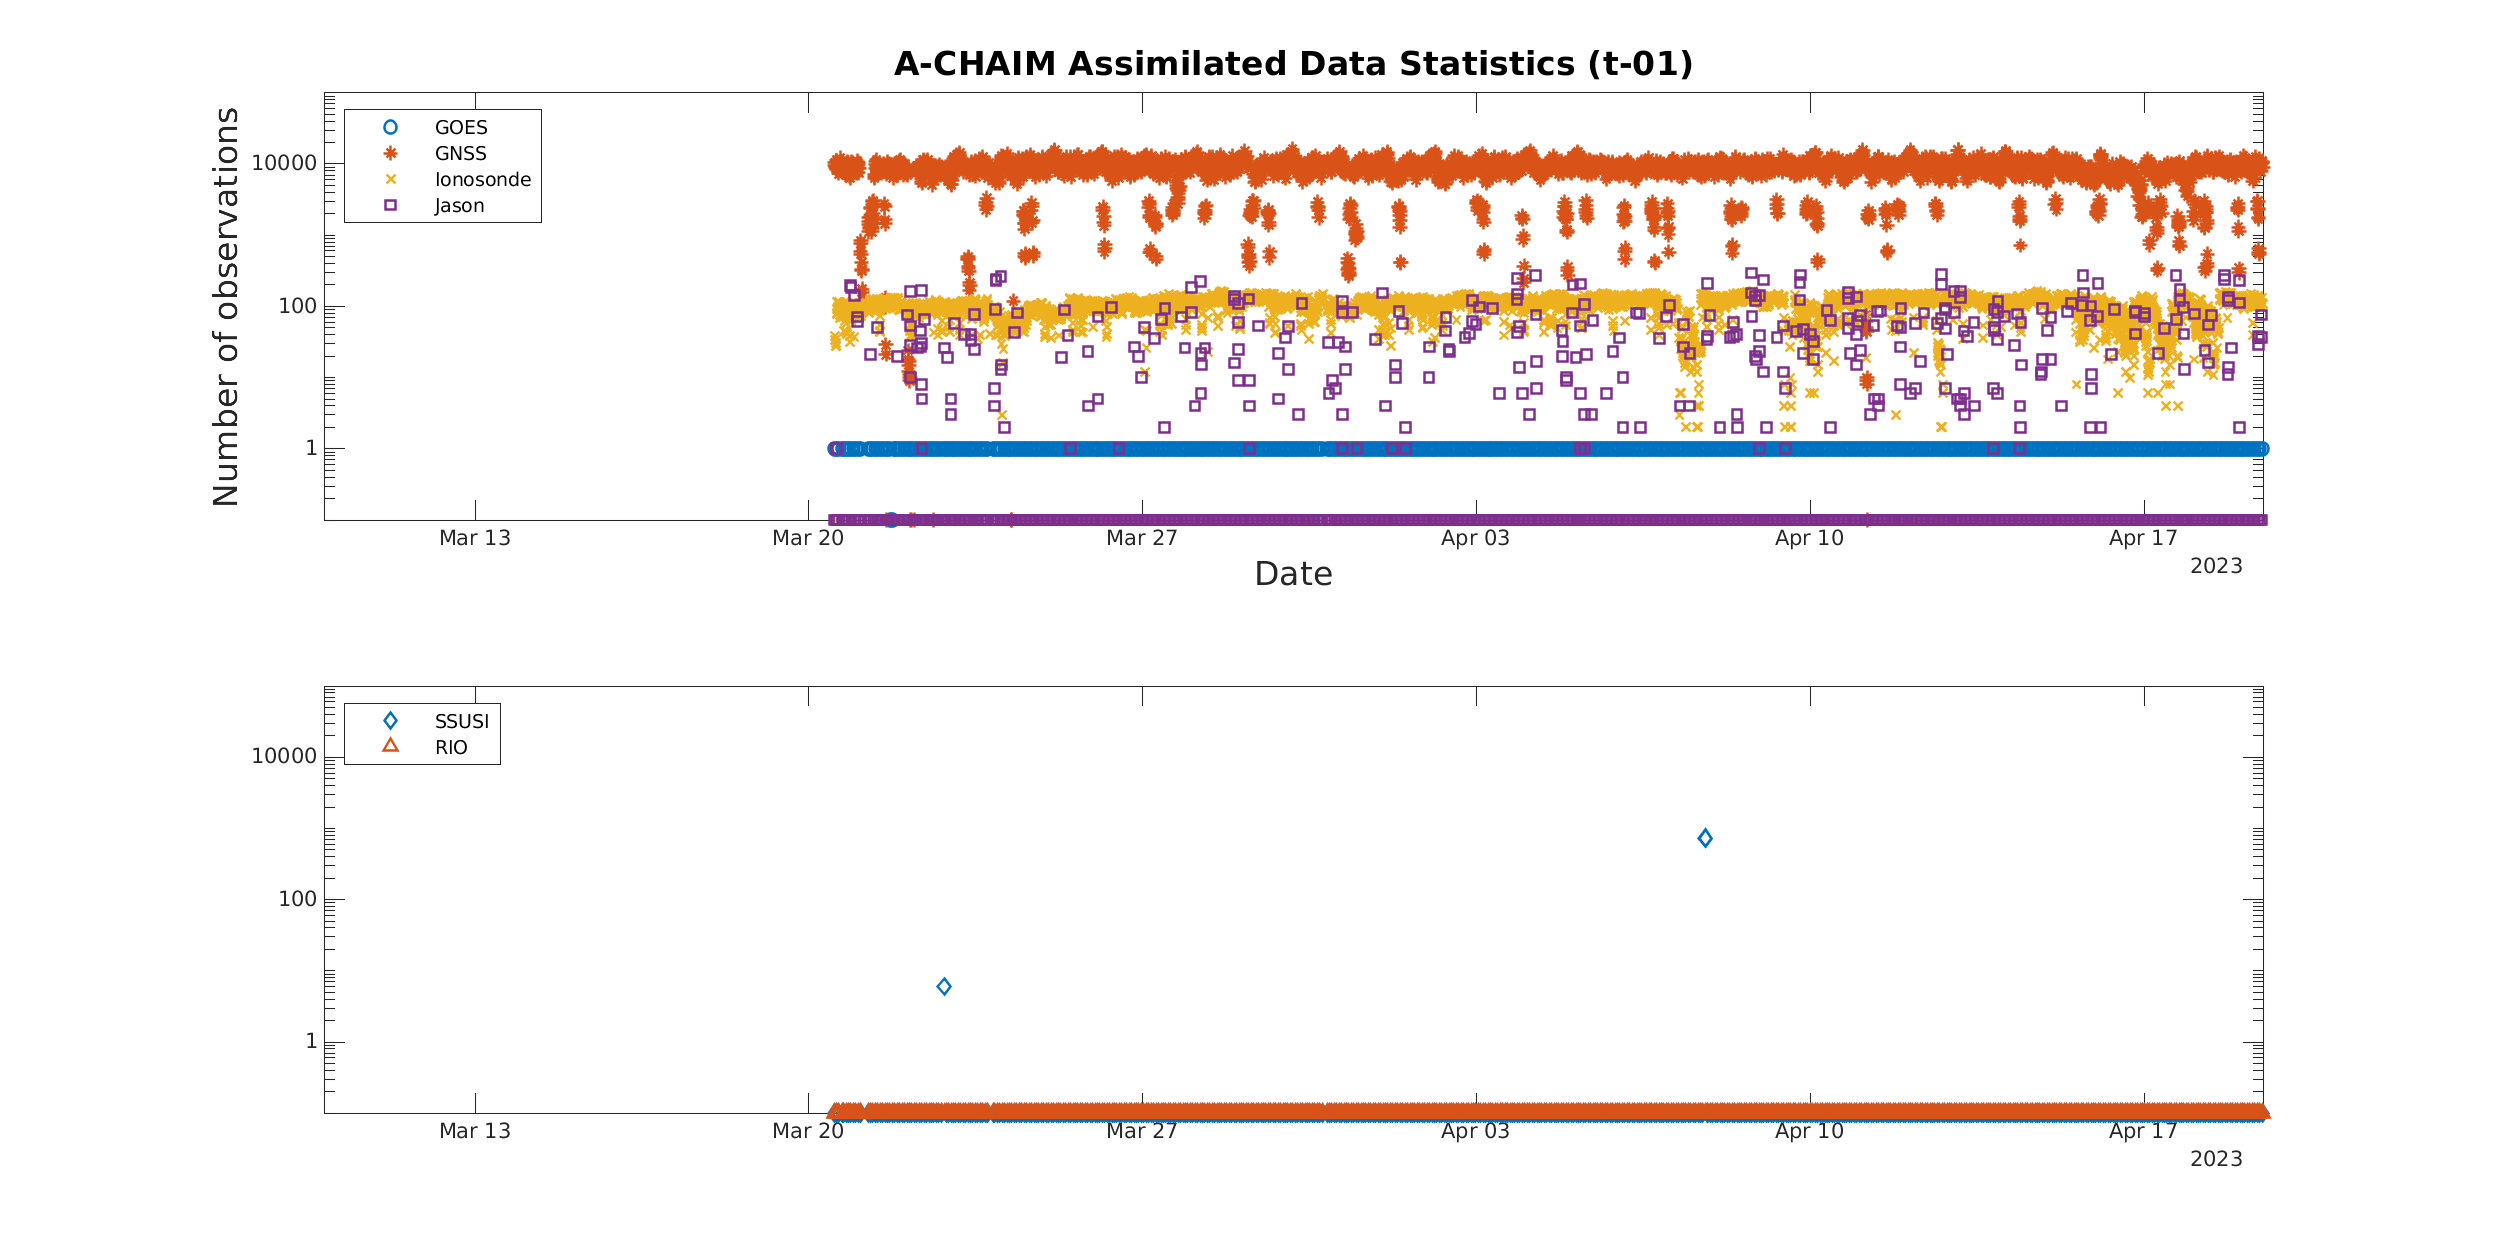 A-CHAIM Assimilated Data Statistics (t-01)
Number of observations
10000
100
1
GOES
GNSS
Ionosonde
Jason
Mar 13 Mar 20 Mar 27 Apr 03 Apr 10 Apr 17
2023
Date
10000
100
1
SSUSI
RIO
Mar 13 Mar 20 Mar 27 Apr 03 Apr 10 Apr 17
2023